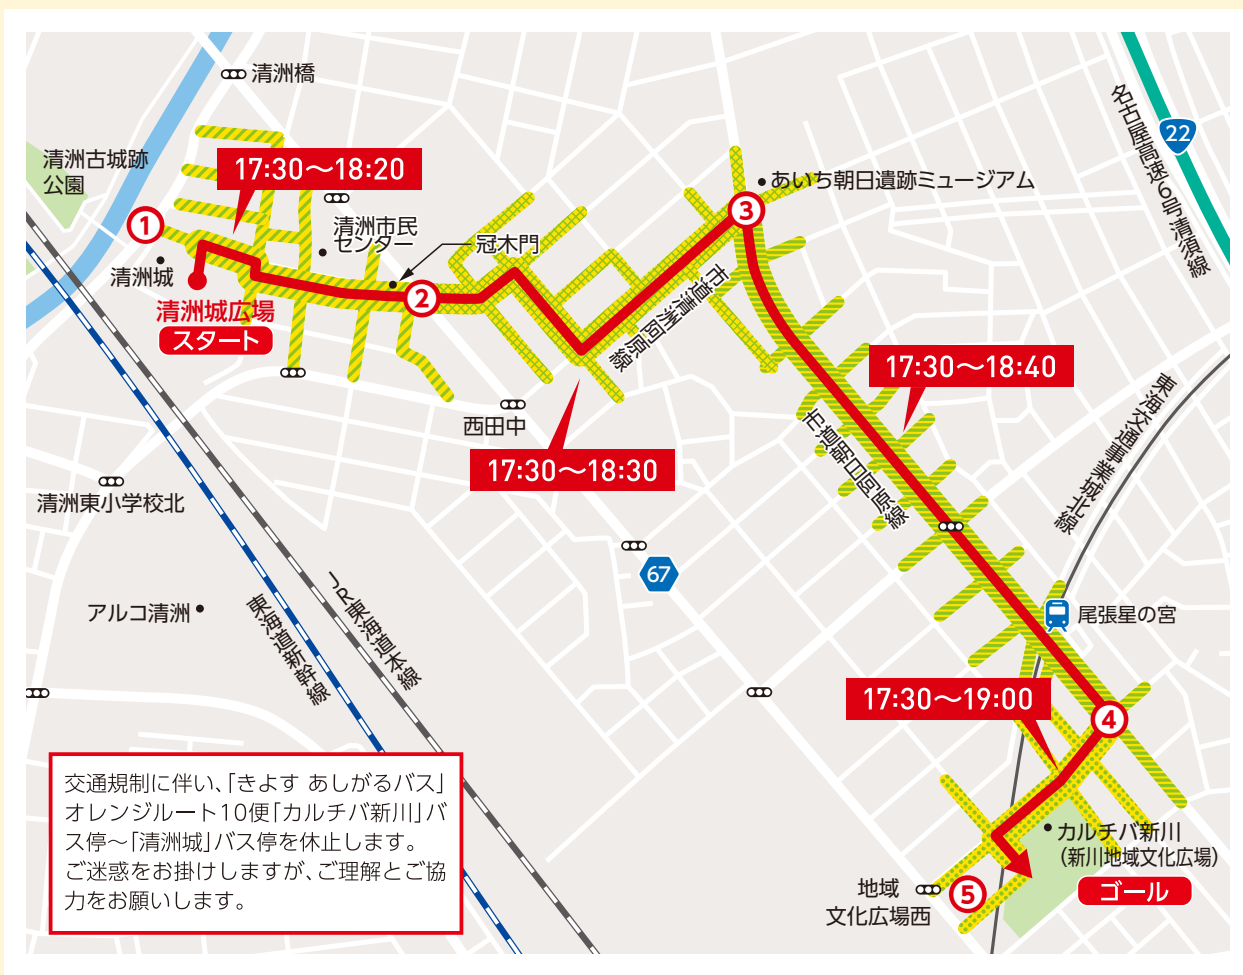 清洲橋
清洲古城跡
公園
17:30〜18:20
①
清洲市民
センター
冠木門
あいち朝日遺跡ミュージアム
③
名古屋高速6号清須線
22
清洲城
清洲城広場
スタート
②
市道清洲阿原線
17:30〜18:40
西田中
17:30〜18:30
市道朝日阿原線
東海交通事業城北線
清洲東小学校北
67
アルコ清洲
東海道新幹線
JR東海道本線
尾張星の宮
17:30〜19:00
④
交通規制に伴い、「きよす あしがるバス」
オレンジルート10便「カルチバ新川」バ
ス停〜「清洲城」バス停を休止します。
ご迷惑をお掛けしますが、ご理解とご協
力をお願いします。
カルチバ新川
(新川地域文化広場)
ゴール
地域
文化広場西
⑤